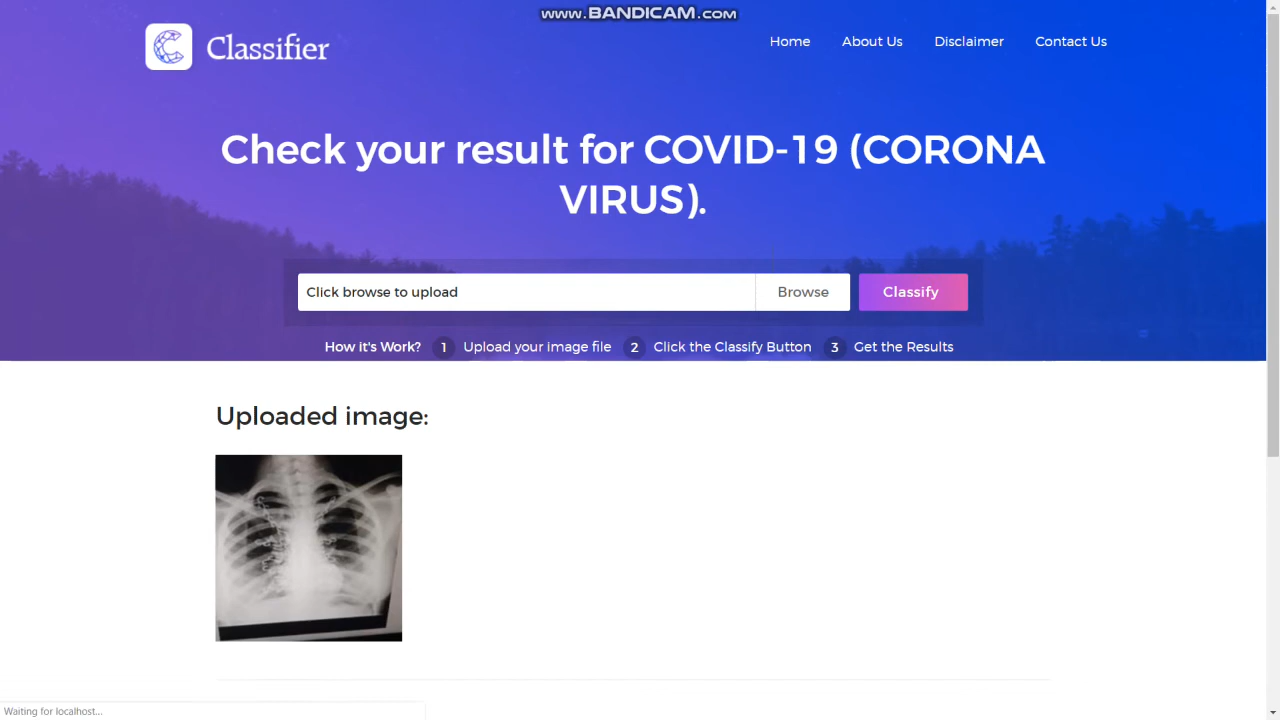 www.BANDICAM.com
Classifier
Home About Us Disclaimer Contact Us
Check your result for COVID-19 (CORONA
VIRUS).
Click browse to upload Browse Classify
How it's Work? 1 Upload your image file 2 Click the Classify Button 3 Get the Results
Uploaded image:
Waiting for localhost...